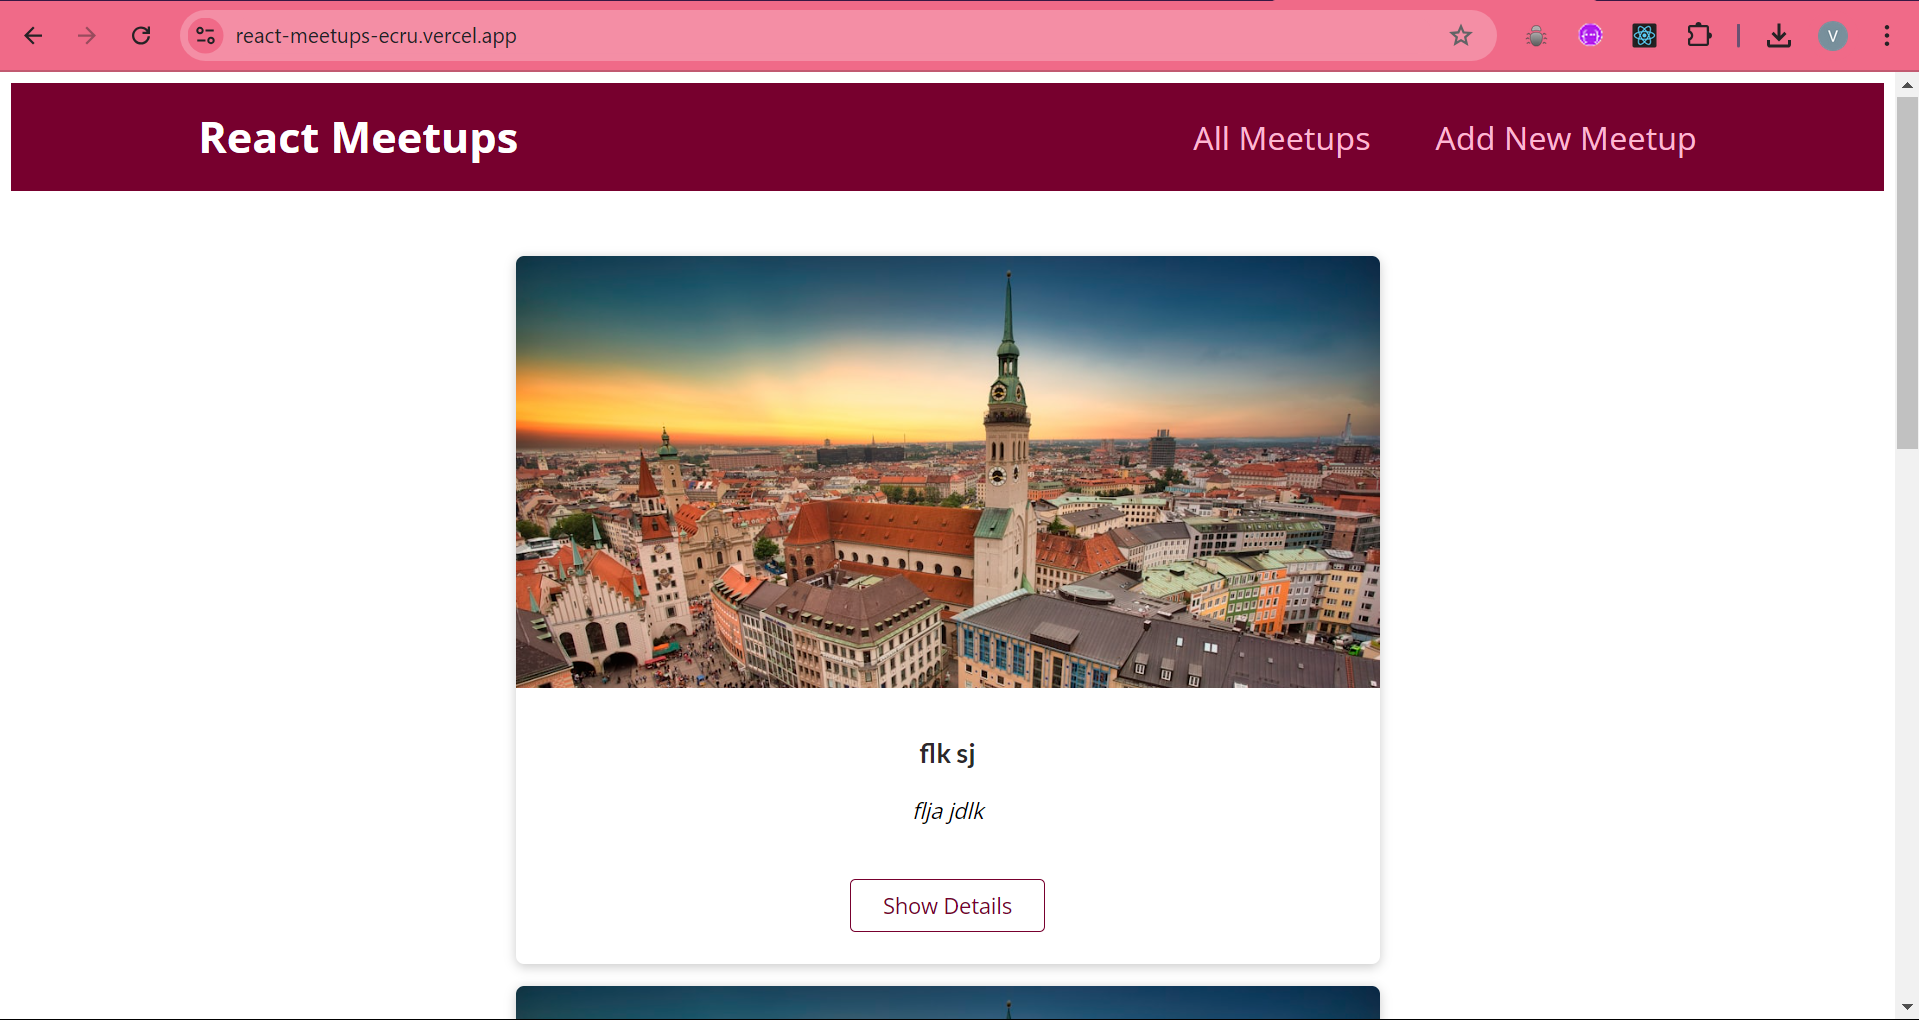 react-meetups-ecru.vercel.app
V
React Meetups
All Meetups
Add New Meetup
flk sj
flja jdlk
Show Details